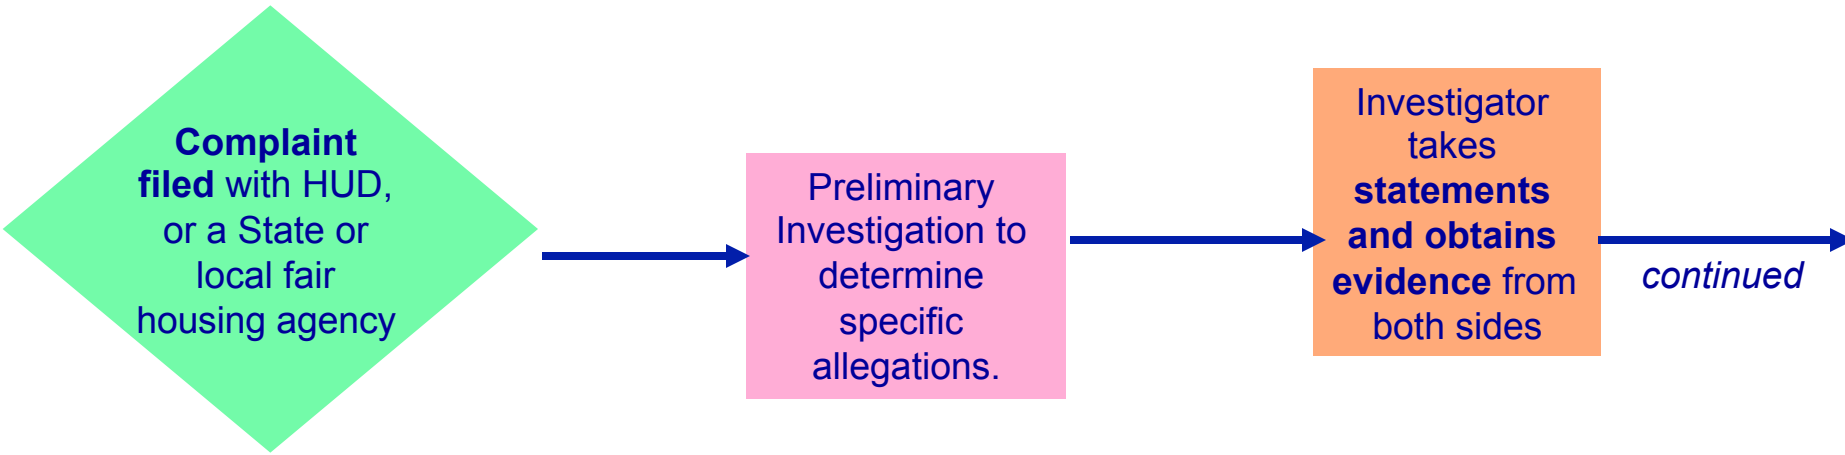 Complaint
filed with HUD,
or a State or
local fair
housing agency
Preliminary
Investigation to
determine
specific
allegations.
Investigator
takes
statements
and obtains
evidence from
both sides
continued